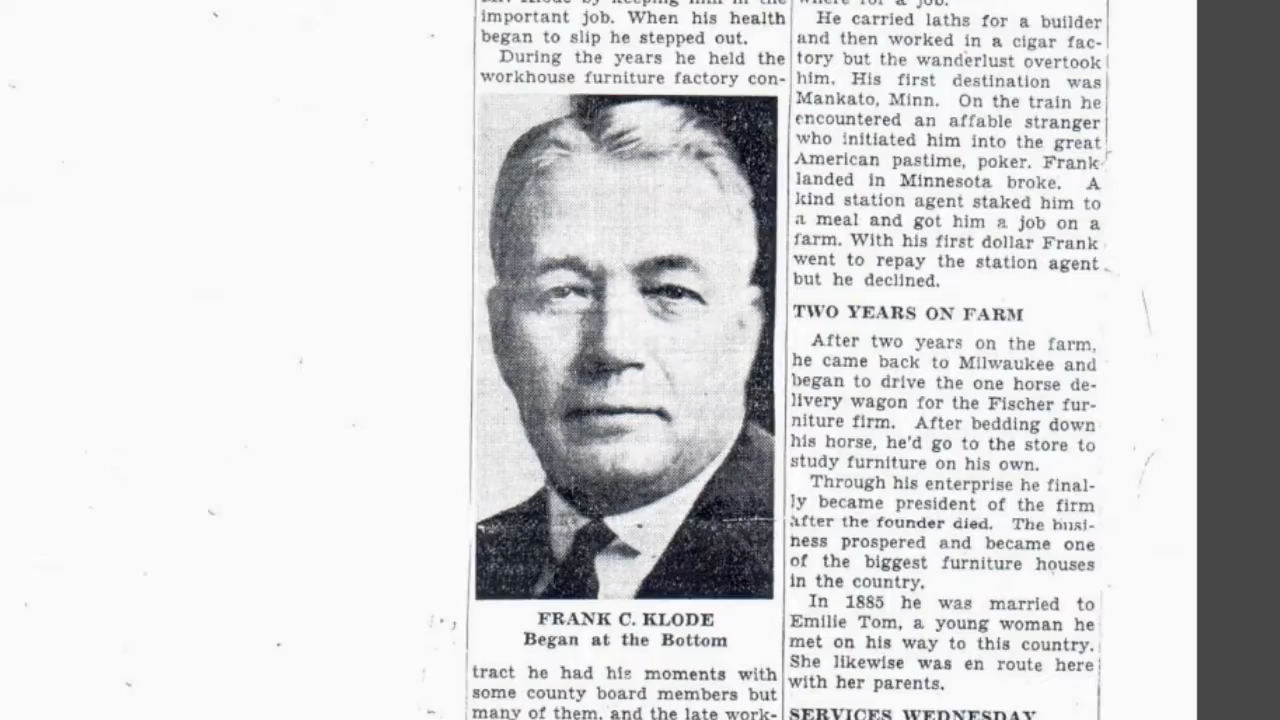 important job. When his health
began to slip he stepped out.
During the years he held the
workhouse furniture factory con-
FRANK C. KLODE
Began at the Bottom
tract he had his moments with
some county board members but
many of them, and the late work-
where for a job.
He carried laths for a builder
and then worked in a cigar fac-
tory but the wanderlust overtook
him. His first destination was
Mankato, Minn. On the train he
encountered an affable stranger
who initiated him into the great
American pastime, poker. Frank
landed in Minnesota broke. A
kind station agent staked him to
a meal and got him a job on a
farm. With his first dollar Frank
went to repay the station agent
but he declined.
TWO YEARS ON FARM
After two years on the farm,
he came back to Milwaukee and
began to drive the one horse de-
livery wagon for the Fischer fur-
niture firm. After bedding down
his horse, he'd go to the store to
study furniture on his own.
Through his enterprise he final-
ly became president of the firm
after the founder died. The busi-
ness prospered and became one
of the biggest furniture houses
in the country.
In 1885 he was married to
Emilie Tom, a young woman he
met on his way to this country.
She likewise was en route here
with her parents.
SERVICES WEDNESDAY